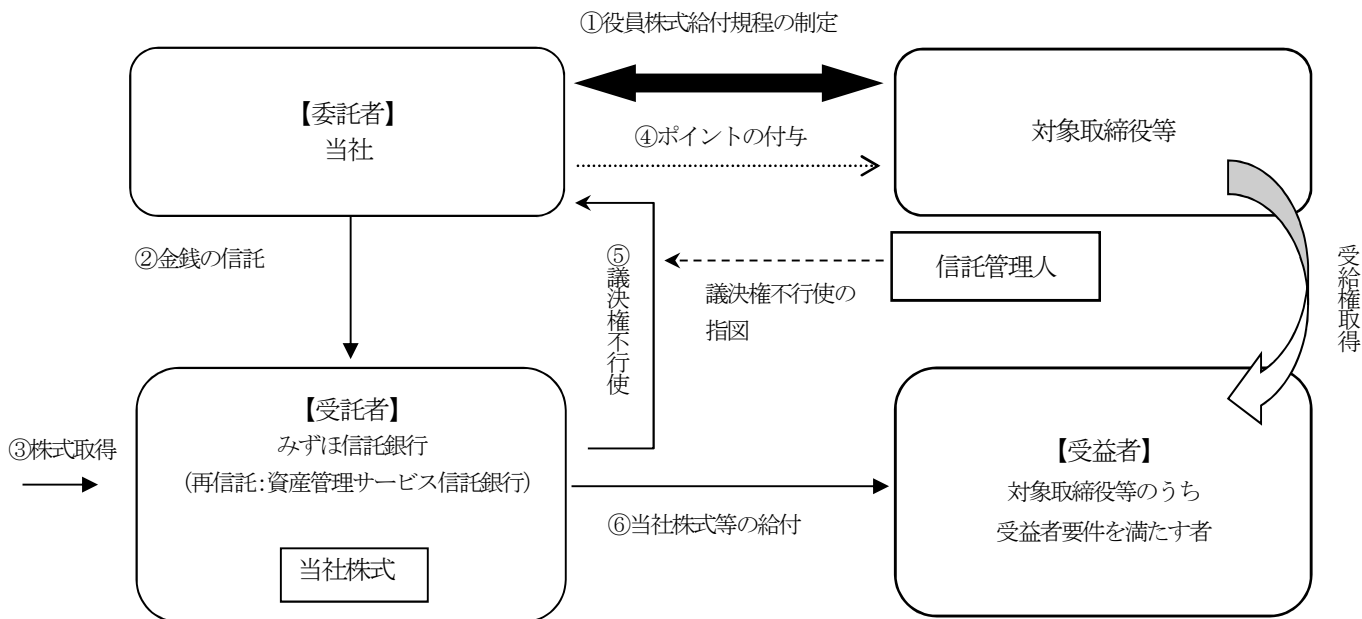 ①役員株式給付規程の制定
【委託者】
当社
④ポイントの付与
対象取締役等
②金銭の信託
⑤議決権不行使
議決権不行使の
指図
信託管理人
受給権取得
③株式取得
【受託者】
みずほ信託銀行
(再信託:資産管理サービス信託銀行)
当社株式
⑥当社株式等の給付
【受益者】
対象取締役等のうち
受益者要件を満たす者